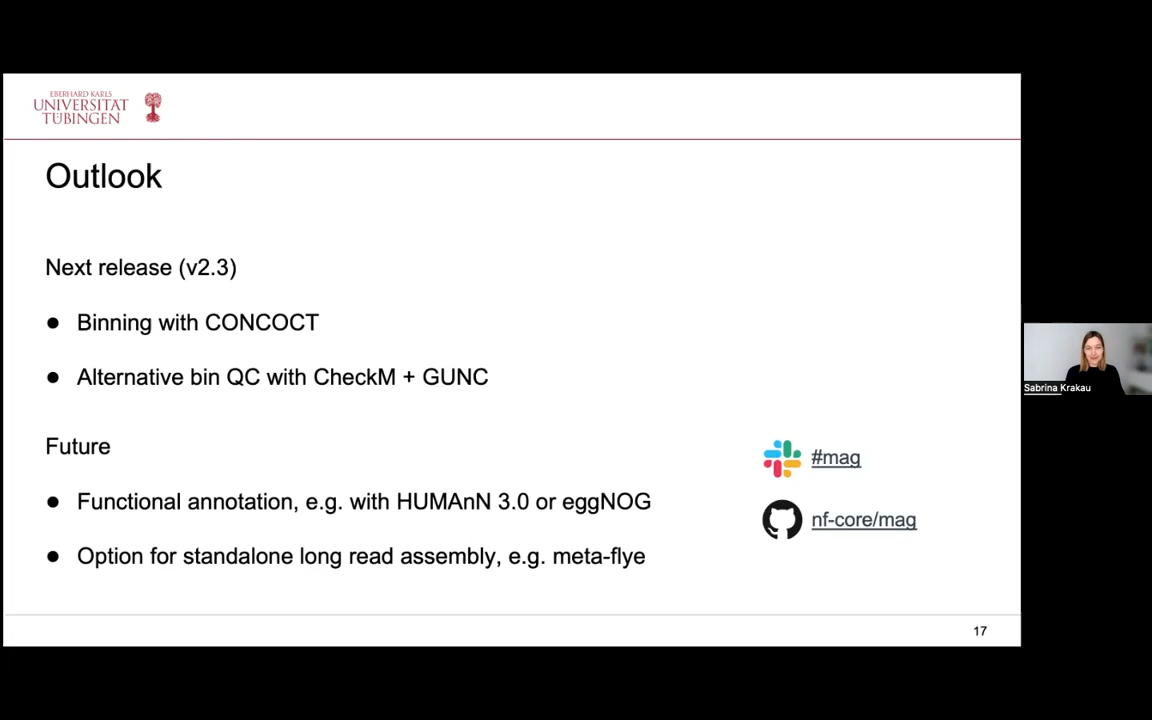 EBERHARD KARLS
UNIVERSITÄT
TÜBINGEN
Outlook
Next release (v2.3)
● Binning with CONCOCT
● Alternative bin QC with CheckM + GUNC
Future
● Functional annotation, e.g. with HUMAnN 3.0 or eggNOG
● Option for standalone long read assembly, e.g. meta-flye
#mag
nf-core/mag
17
Sabrina Krakau